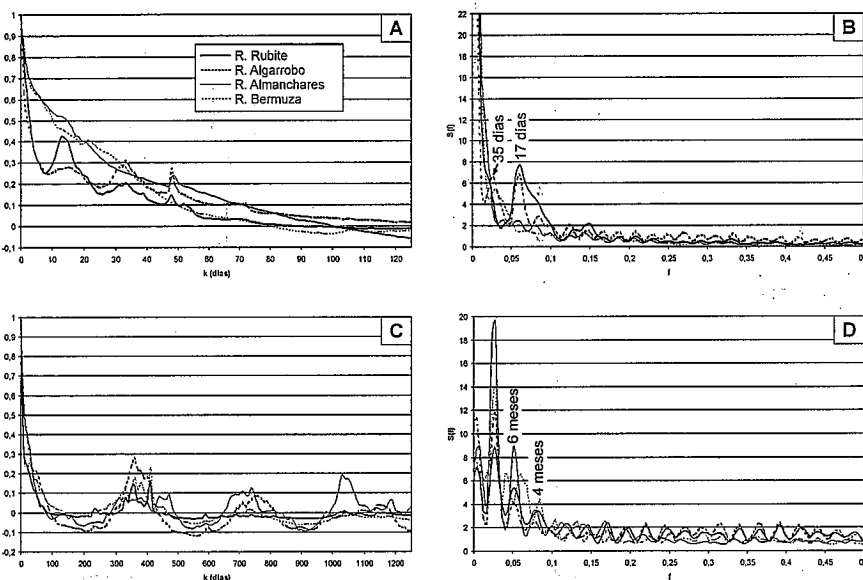 A
R. Rubite
R. Algarrobo
R. Almanchares
R. Bermuza
1
0,9
0,8
0,7
0,6
0,5
0,4
0,3
0,2
0,1
0
-0,1
0 10 20 30 40 50 60 70 80 90 100 110 120
k (días)
B
35 días
17 días
S(f)
22
20
18
16
14
12
10
8
6
4
2
0
0 0,05 0,1 0,15 0,2 0,25 0,3 0,35 0,4 0,45 0,5
f
C
1
0,9
0,8
0,7
0,6
0,5
0,4
0,3
0,2
0,1
0
-0,1
-0,2
0 100 200 300 400 500 600 700 800 900 1000 1100 1200
k (días)
D
6 meses
4 meses
S(f)
20
18
16
14
12
10
8
6
4
2
0
0 0,05 0,1 0,15 0,2 0,25 0,3 0,35 0,4 0,45 0,5
f